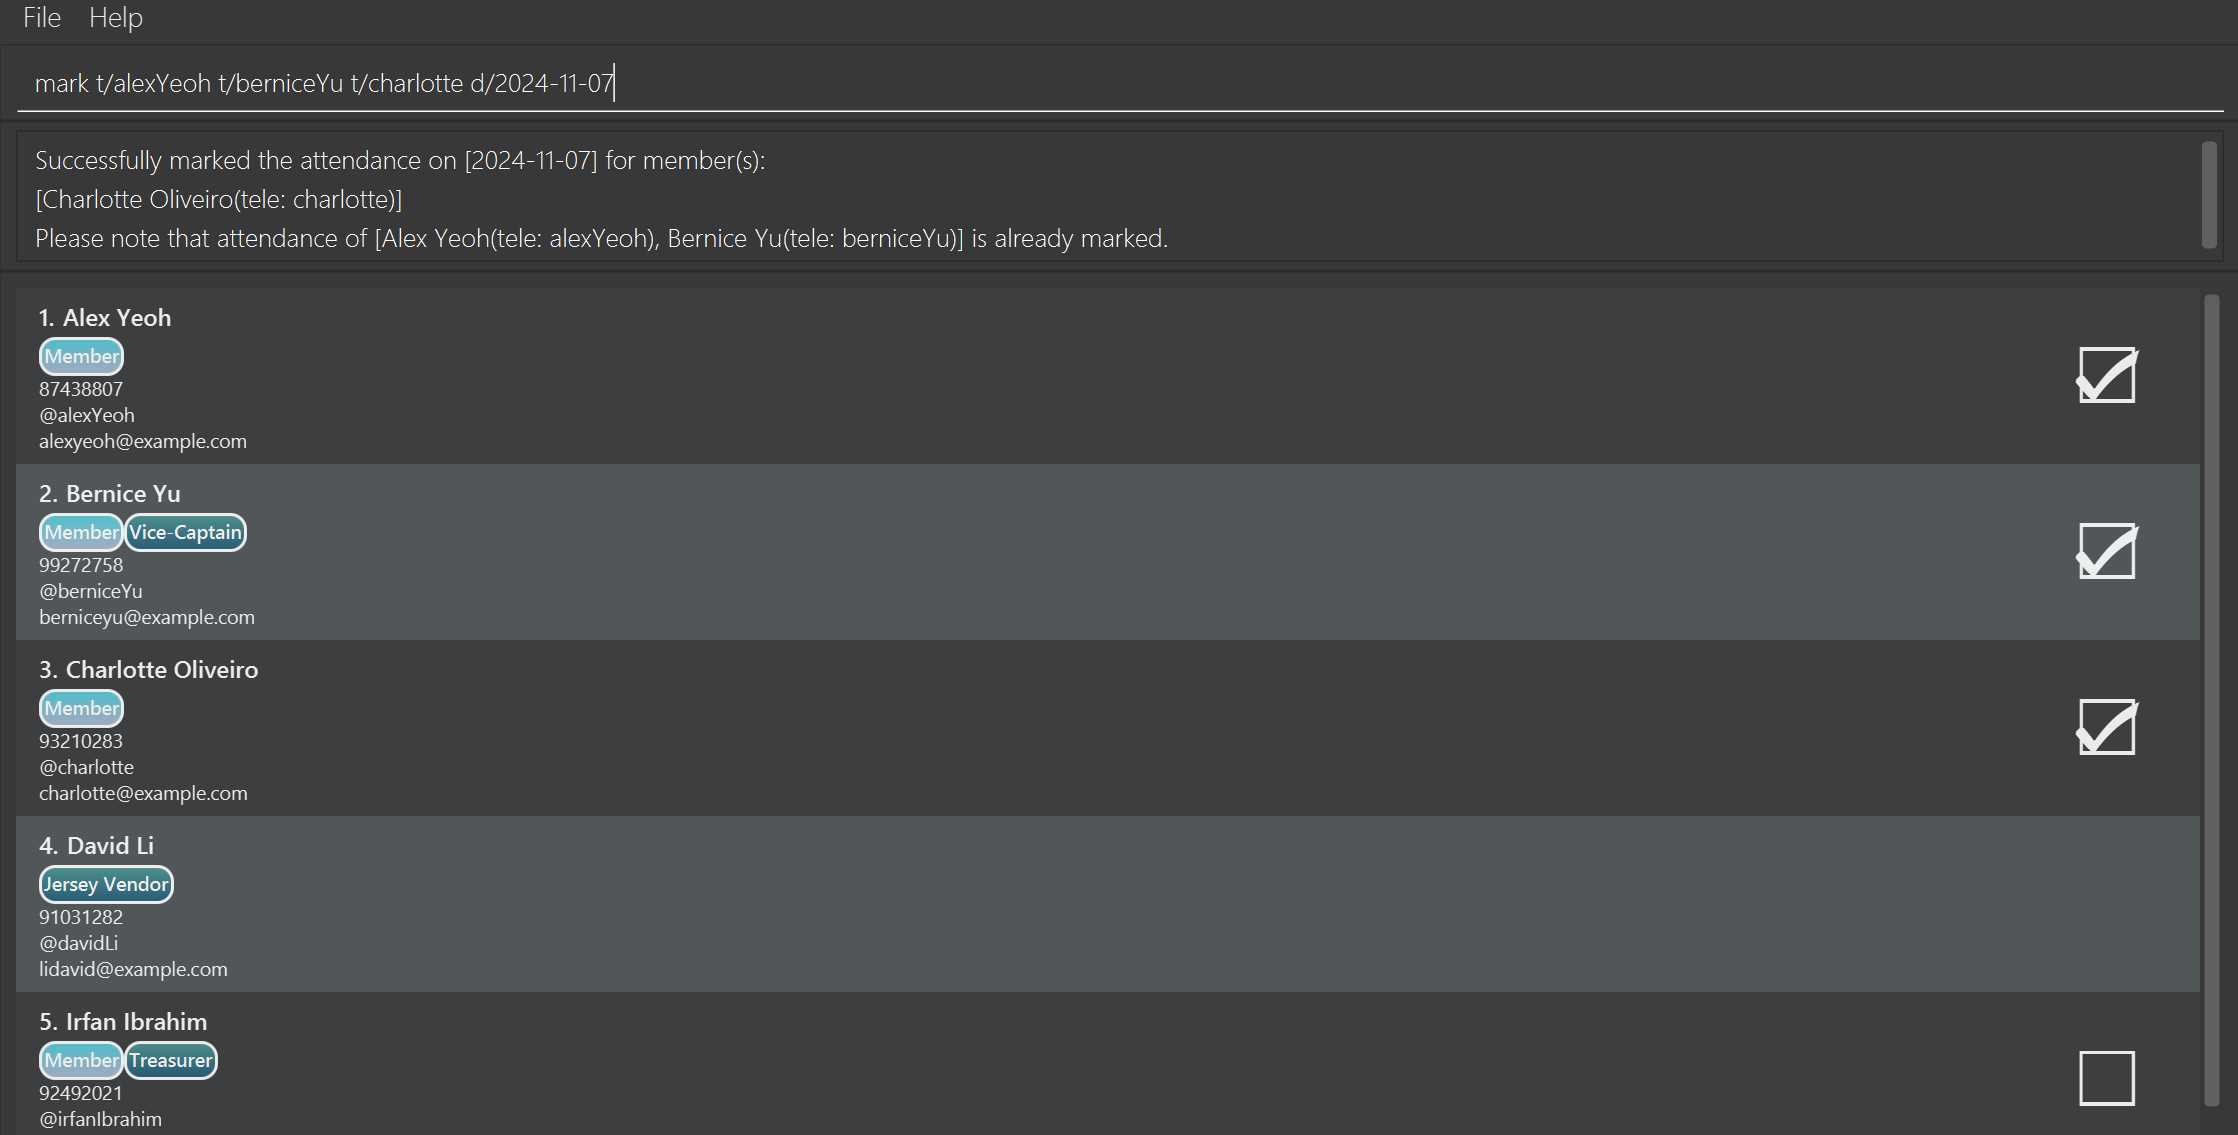 File Help
mark t/alexYeoh t/berniceYu t/charlotte d/2024-11-07
Successfully marked the attendance on [2024-11-07] for member(s):
[Charlotte Oliveiro(tele: charlotte)]
Please note that attendance of [Alex Yeoh(tele: alexYeoh), Bernice Yu(tele: berniceYu)] is already marked.
1. Alex Yeoh
Member
87438807
@alexYeoh
alexyeoh@example.com
2. Bernice Yu
Member Vice-Captain
99272758
@berniceYu
berniceyu@example.com
3. Charlotte Oliveiro
Member
93210283
@charlotte
charlotte@example.com
4. David Li
Jersey Vendor
91031282
@davidLi
lidavid@example.com
5. Irfan Ibrahim
Member Treasurer
92492021
@irfanIbrahim